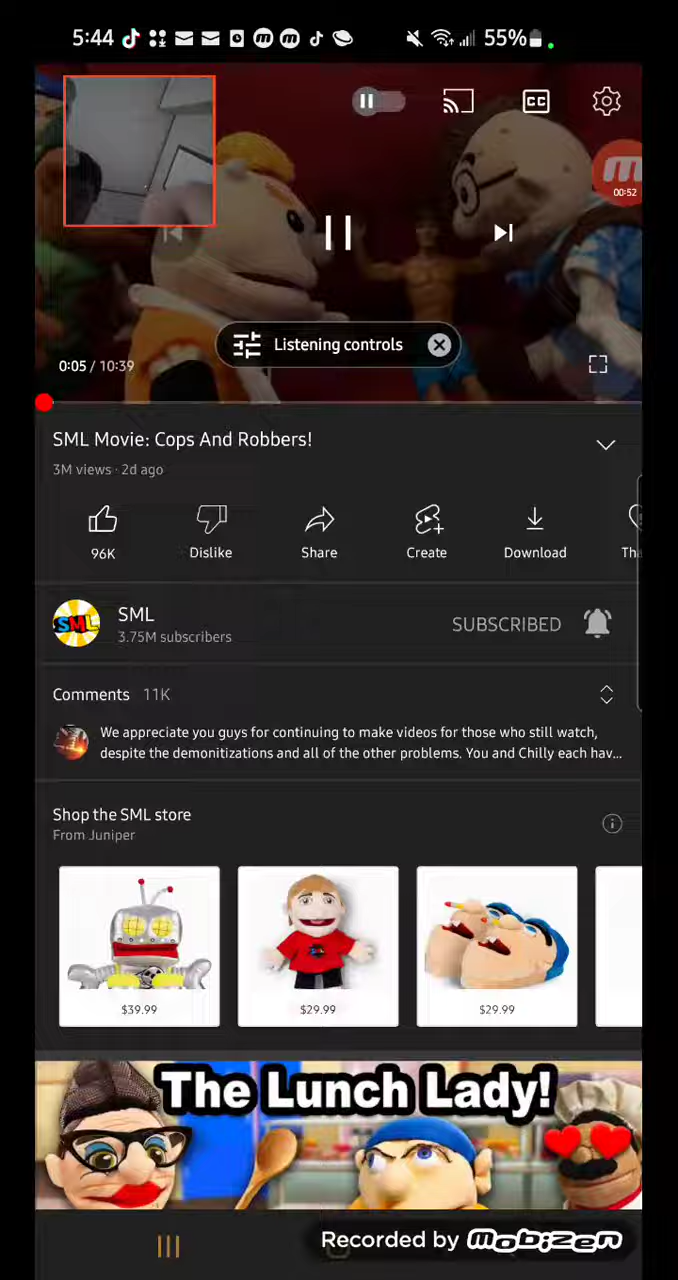 5:44
55%
CC
00:52
Listening controls
0:05 / 10:39
SML Movie: Cops And Robbers!
3M views · 2d ago
96K
Dislike
Share
Create
Download
Tha
SML
SML
3.75M subscribers
SUBSCRIBED
Comments 11K
We appreciate you guys for continuing to make videos for those who still watch,
despite the demonitizations and all of the other problems. You and Chilly each hav...
Shop the SML store
From Juniper
$39.99
$29.99
$29.99
The Lunch Lady!
Recorded by mobizen